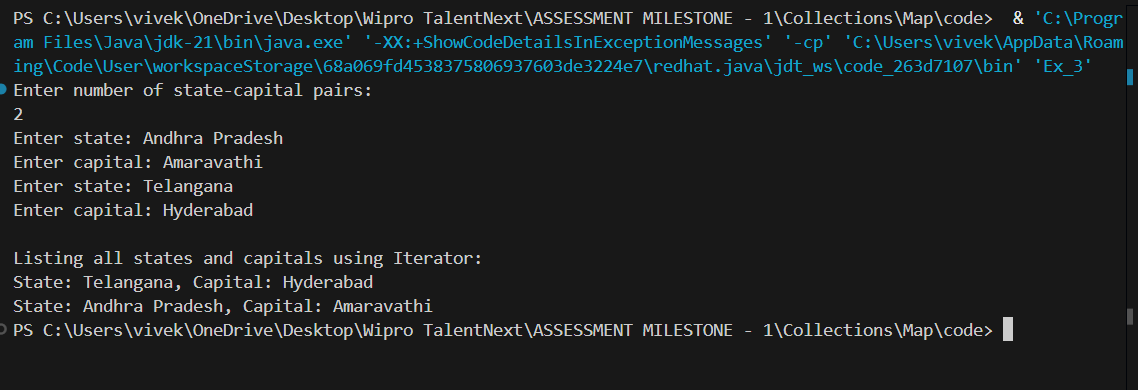 PS C:\Users\vivek\OneDrive\Desktop\Wipro TalentNext\ASSESSMENT MILESTONE - 1\Collections\Map\code>  & 'C:\Progr
am Files\Java\jdk-21\bin\java.exe' '-XX:+ShowCodeDetailsInExceptionMessages' '-cp' 'C:\Users\vivek\AppData\Roam
ing\Code\User\workspaceStorage\68a069fd4538375806937603de3224e7\redhat.java\jdt_ws\code_263d7107\bin' 'Ex_3'
Enter number of state-capital pairs:
2
Enter state: Andhra Pradesh
Enter capital: Amaravathi
Enter state: Telangana
Enter capital: Hyderabad
Listing all states and capitals using Iterator:
State: Telangana, Capital: Hyderabad
State: Andhra Pradesh, Capital: Amaravathi
PS C:\Users\vivek\OneDrive\Desktop\Wipro TalentNext\ASSESSMENT MILESTONE - 1\Collections\Map\code>